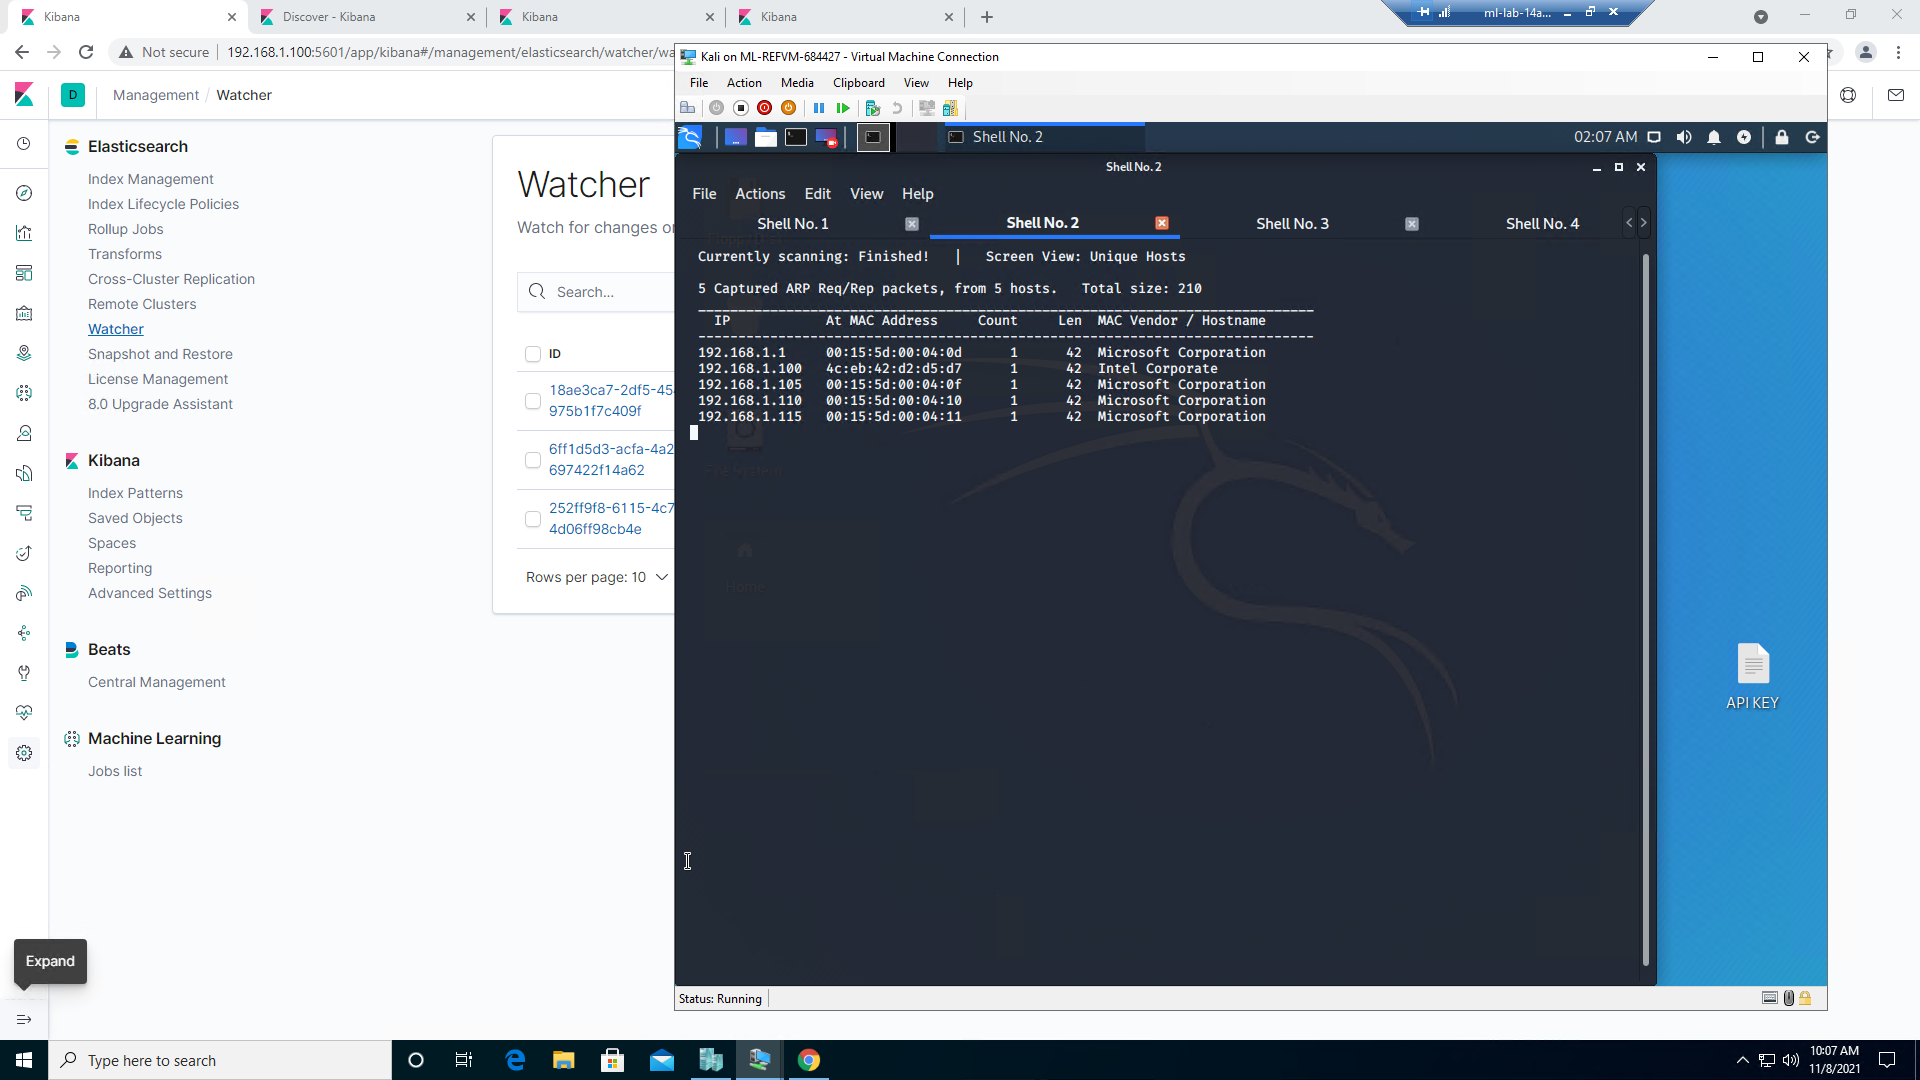 Kibana
Discover - Kibana
Kibana
Kibana
ml-lab-14a...
Not secure
192.168.1.100:5601/app/kibana#/management/elasticsearch/watcher/wa
Kali on ML-REFVM-684427 - Virtual Machine Connection
File Action Media Clipboard View Help
D
Management / Watcher
Shell No. 2
02:07 AM
Shell No. 2
File Actions Edit View Help
Shell No. 1
Shell No. 2
Shell No. 3
Shell No. 4
Currently scanning: Finished! | Screen View: Unique Hosts
5 Captured ARP Req/Rep packets, from 5 hosts. Total size: 210
IP At MAC Address Count Len MAC Vendor / Hostname
192.168.1.1 00:15:5d:00:04:0d 1 42 Microsoft Corporation
192.168.1.100 4c:eb:42:d2:d5:d7 1 42 Intel Corporate
192.168.1.105 00:15:5d:00:04:0f 1 42 Microsoft Corporation
192.168.1.110 00:15:5d:00:04:10 1 42 Microsoft Corporation
192.168.1.115 00:15:5d:00:04:11 1 42 Microsoft Corporation
Home
API KEY
Status: Running
Elasticsearch
Index Management
Index Lifecycle Policies
Rollup Jobs
Transforms
Cross-Cluster Replication
Remote Clusters
Watcher
Snapshot and Restore
License Management
8.0 Upgrade Assistant
Kibana
Index Patterns
Saved Objects
Spaces
Reporting
Advanced Settings
Beats
Central Management
Machine Learning
Jobs list
Watcher
Watch for changes or
Search...
ID
18ae3ca7-2df5-45
975b1f7c409f
6ff1d5d3-acfa-4a2
697422f14a62
252ff9f8-6115-4c7
4d06ff98cb4e
Rows per page: 10
Expand
Type here to search
10:07 AM
11/8/2021